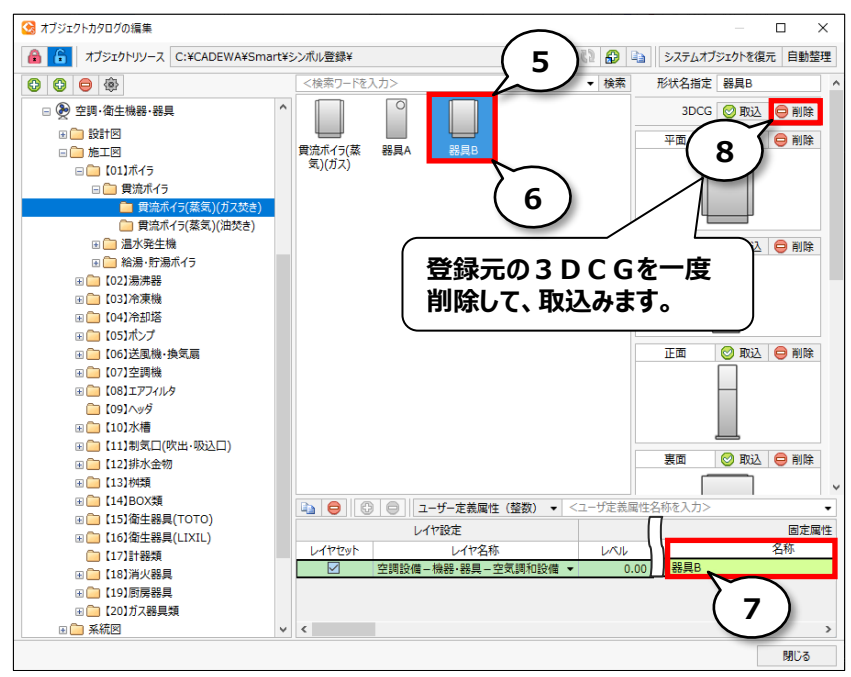 オブジェクトカタログの編集
オブジェクトリソース C:¥CADEWA¥Smart¥シンボル登録¥
システムオブジェクトを復元 自動整理
5
<検索ワードを入力>
検索
形状名指定 器具B
空調・衛生機器・器具
設計図
施工図
【01】ボイラ
貫流ボイラ
貫流ボイラ(蒸気)(ガス焚き)
貫流ボイラ(蒸気)(油焚き)
温水発生機
給湯・貯湯ボイラ
【02】湯沸器
【03】冷凍機
【04】冷却塔
【05】ポンプ
【06】送風機・換気扇
【07】空調機
【08】エアフィルタ
【09】ヘッダ
【10】水槽
【11】制気口(吹出・吸込口)
【12】排水金物
【13】桝類
【14】BOX類
【15】衛生器具(TOTO)
【16】衛生器具(LIXIL)
【17】計器類
【18】消火器具
【19】厨房器具
【20】ガス器具類
系統図
貫流ボイラ(蒸
気)(ガス)
器具A
器具B
6
3DCG 取込 削除
平面 削除
8
込 削除
登録元の3DCGを一度
削除して、取込みます。
正面 取込 削除
裏面 取込 削除
ユーザー定義属性（整数） <ユーザ定義属性名称を入力>
レイヤ設定 固定属性
レイヤセット レイヤ名称 レベル 名称
空調設備－機器・器具－空気調和設備 0.00 器具B
7
閉じる